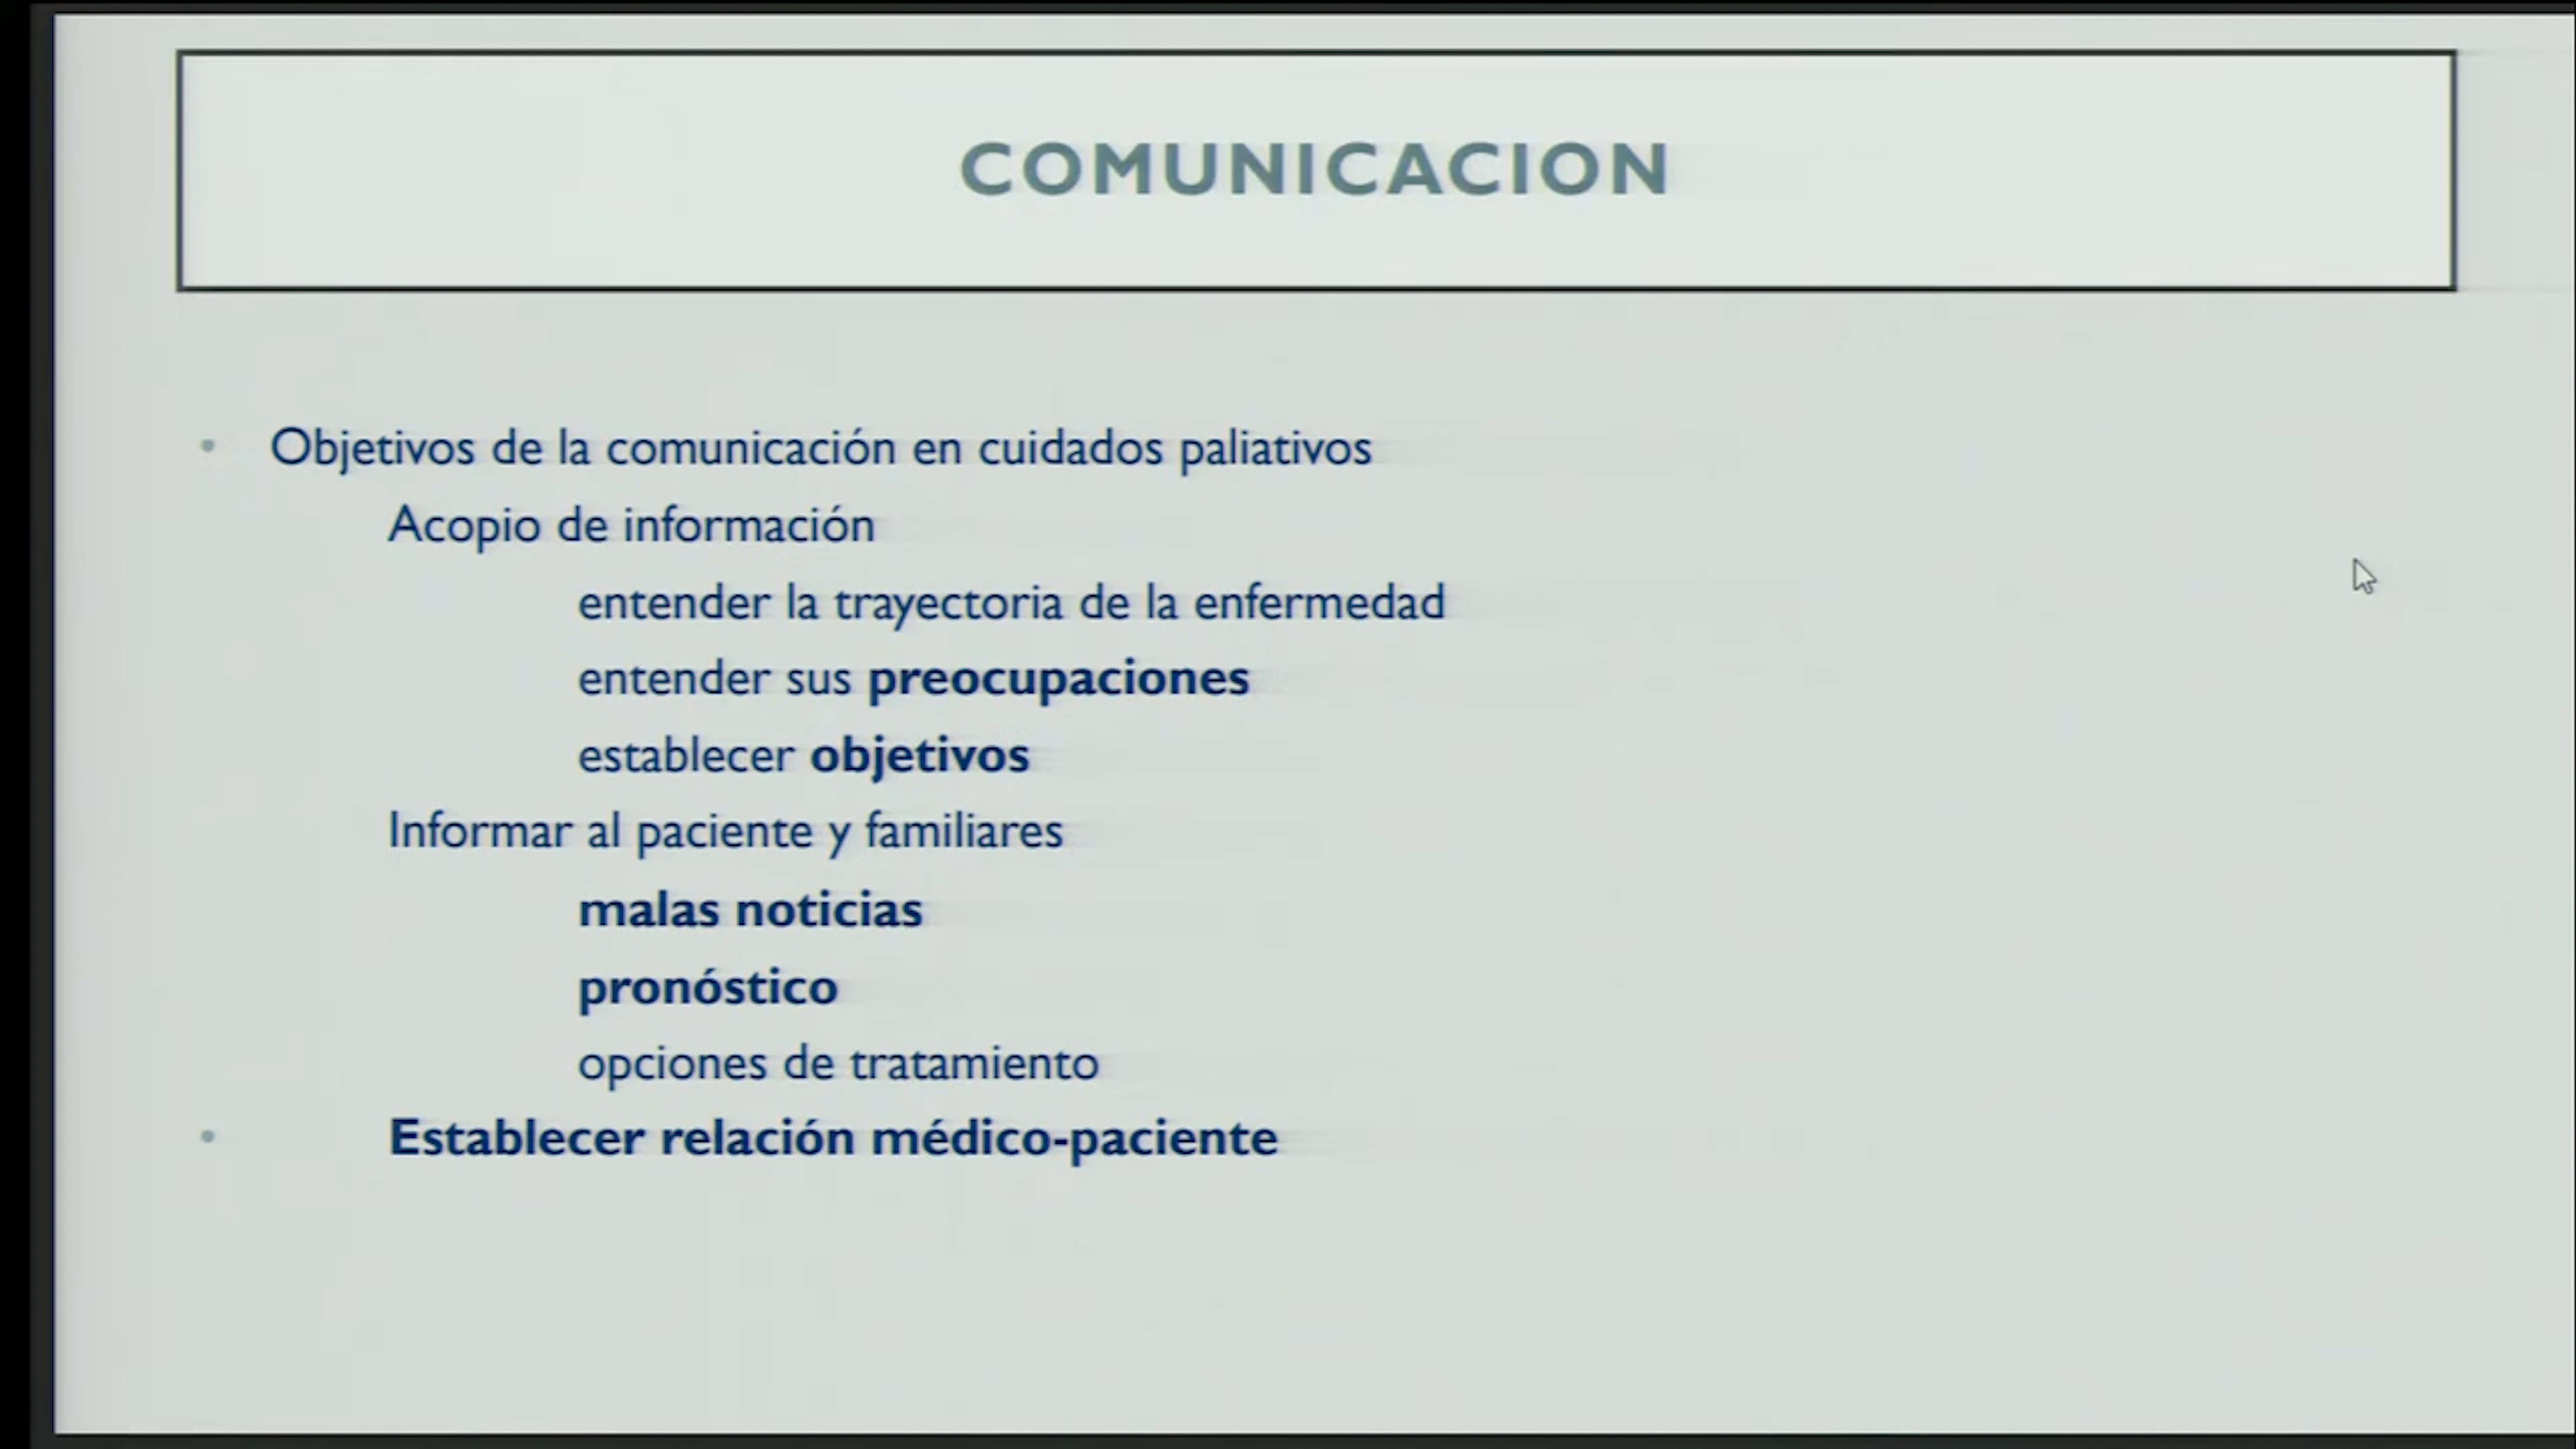 COMUNICACION
• Objetivos de la comunicación en cuidados paliativos
Acopio de información
entender la trayectoria de la enfermedad
entender sus preocupaciones
establecer objetivos
Informar al paciente y familiares
malas noticias
pronóstico
opciones de tratamiento
• Establecer relación médico-paciente